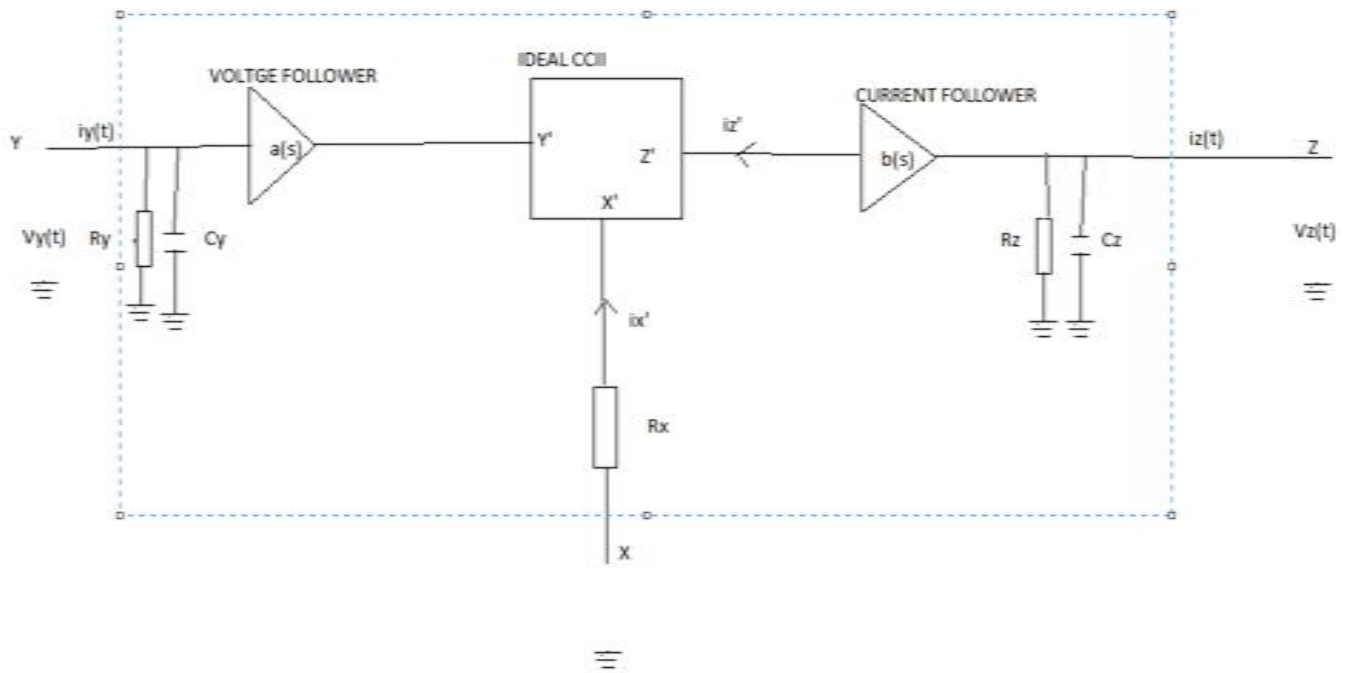 IDEAL CCII
VOLTGE FOLLOWER
CURRENT FOLLOWER
Y
iy(t)
a(s)
Y'
Z'
X'
iz'
b(s)
iz(t)
Z
Vy(t)
Ry
Cy
Rz
Cz
Vz(t)
ix'
Rx
X